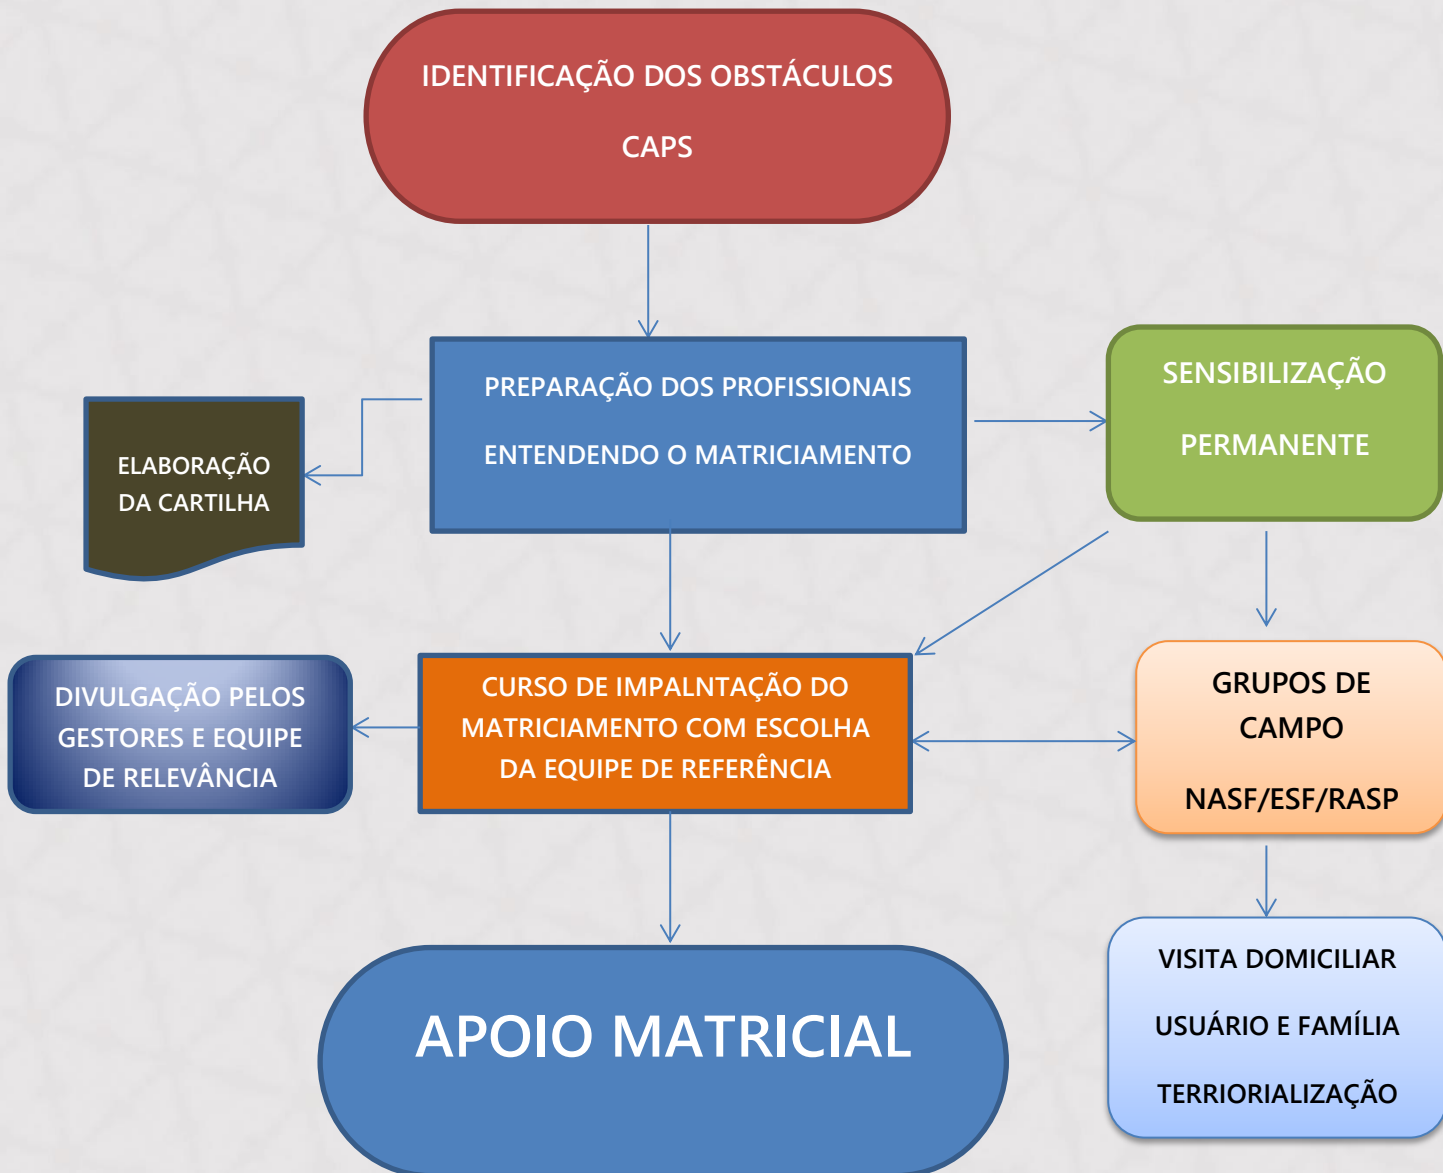 IDENTIFICAÇÃO DOS OBSTÁCULOS
CAPS
PREPARAÇÃO DOS PROFISSIONAIS
ENTENDENDO O MATRICIAMENTO
SENSIBILIZAÇÃO
PERMANENTE
ELABORAÇÃO
DA CARTILHA
DIVULGAÇÃO PELOS
GESTORES E EQUIPE
DE RELEVÂNCIA
CURSO DE IMPALNTAÇÃO DO
MATRICIAMENTO COM ESCOLHA
DA EQUIPE DE REFERÊNCIA
GRUPOS DE
CAMPO
NASF/ESF/RASP
APOIO MATRICIAL
VISITA DOMICILIAR
USUÁRIO E FAMÍLIA
TERRIORIALIZAÇÃO